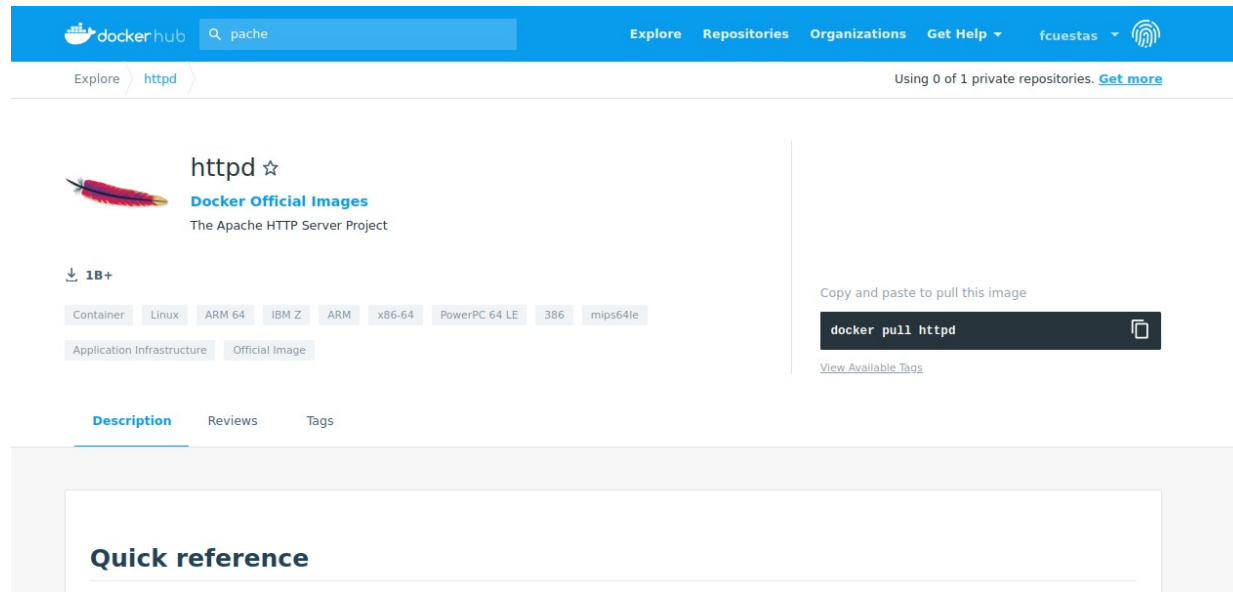 dockerhub pache Explore Repositories Organizations Get Help fcuestas
Explore httpd Using 0 of 1 private repositories. Get more
httpd
Docker Official Images
The Apache HTTP Server Project
1B+
Copy and paste to pull this image
Container Linux ARM 64 IBM Z ARM x86-64 PowerPC 64 LE 386 mips64le
docker pull httpd
Application Infrastructure Official Image
View Available Tags
Description Reviews Tags
Quick reference